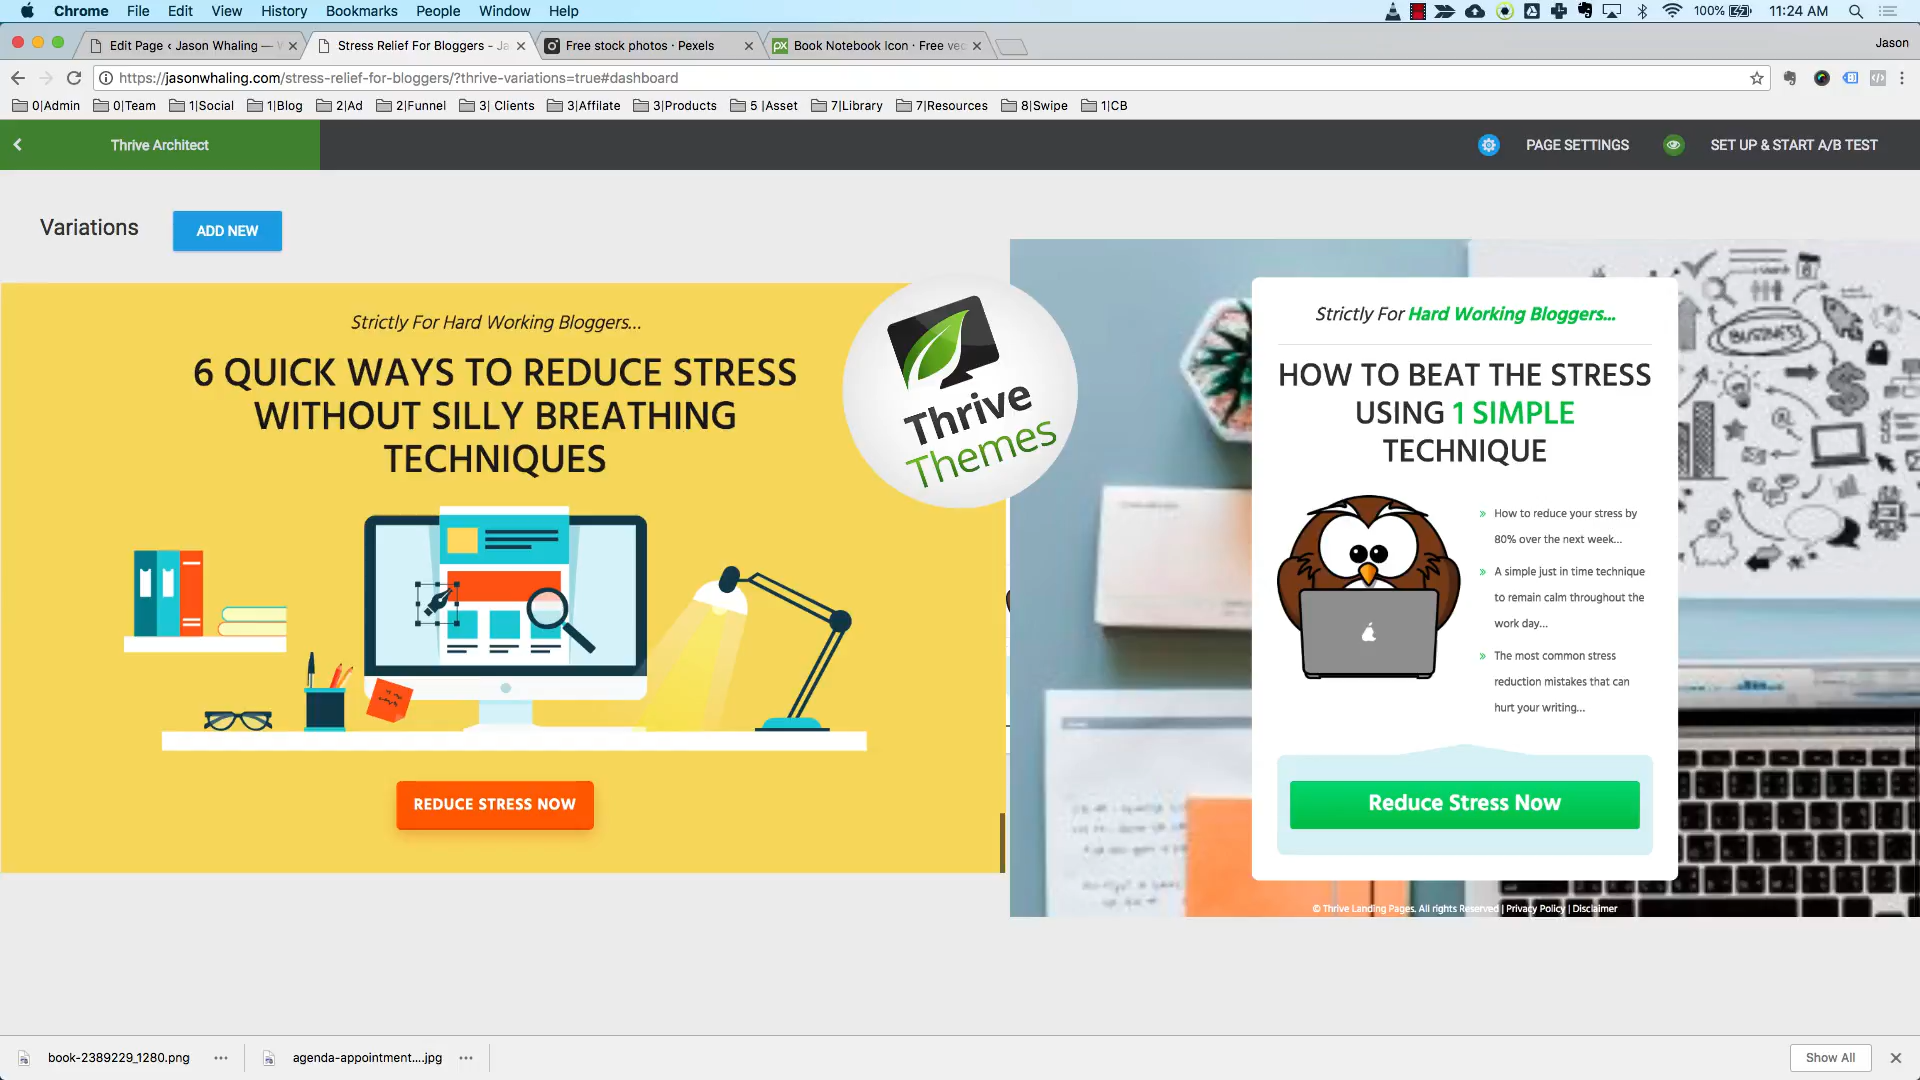 Chrome File Edit View History Bookmarks People Window Help
100% 11:24 AM
Edit Page ‹ Jason Whaling —
Stress Relief For Bloggers - Ja
Free stock photos · Pexels
Book Notebook Icon · Free vec
Jason
https://jasonwhaling.com/stress-relief-for-bloggers/?thrive-variations=true#dashboard
0|Admin 0|Team 1|Social 1|Blog 2|Ad 2|Funnel 3| Clients 3|Affilate 3|Products 5 |Asset 7|Library 7|Resources 8|Swipe 1|CB
Thrive Architect
PAGE SETTINGS
SET UP & START A/B TEST
Variations
ADD NEW
Strictly For Hard Working Bloggers...
6 QUICK WAYS TO REDUCE STRESS
WITHOUT SILLY BREATHING
TECHNIQUES
REDUCE STRESS NOW
Thrive
Themes
BUSINESS
Strictly For Hard Working Bloggers...
HOW TO BEAT THE STRESS
USING 1 SIMPLE
TECHNIQUE
» How to reduce your stress by
80% over the next week...
» A simple just in time technique
to remain calm throughout the
work day...
» The most common stress
reduction mistakes that can
hurt your writing...
Reduce Stress Now
© Thrive Landing Pages. All rights Reserved | Privacy Policy | Disclaimer
book-2389229_1280.png
agenda-appointment....jpg
Show All